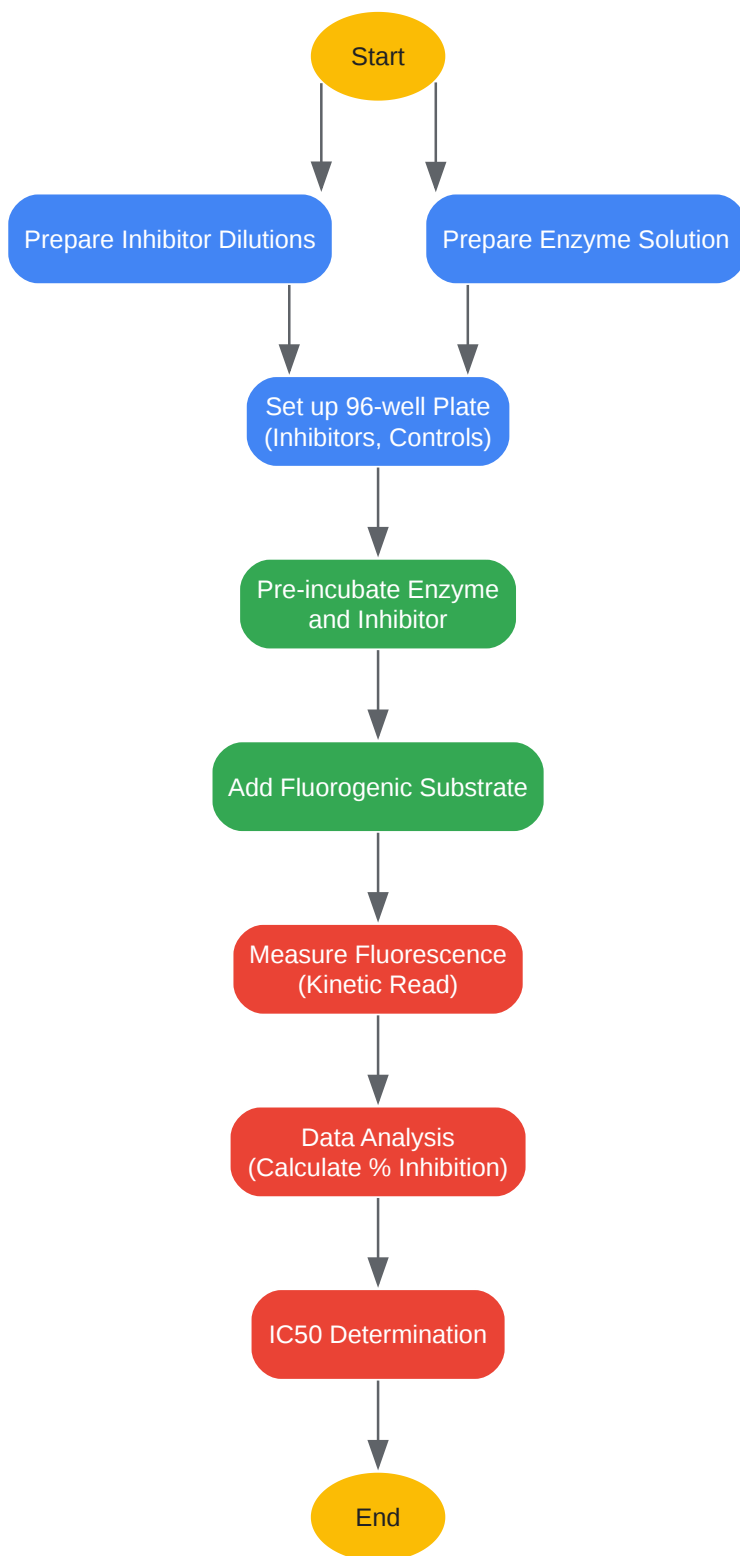 Start
Prepare Inhibitor Dilutions
Prepare Enzyme Solution
Set up 96-well Plate
(Inhibitors, Controls)
Pre-incubate Enzyme
and Inhibitor
Add Fluorogenic Substrate
Measure Fluorescence
(Kinetic Read)
Data Analysis
(Calculate % Inhibition)
IC50 Determination
End